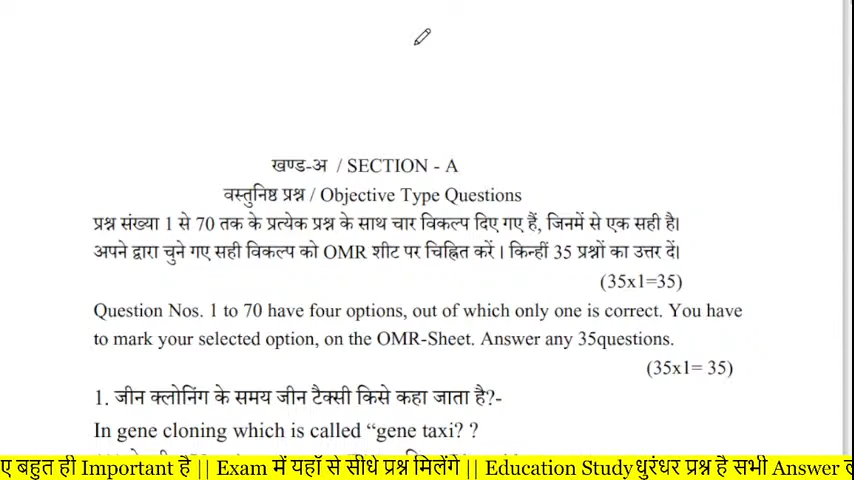 खण्ड-अ / SECTION - A
वस्तुनिष्ठ प्रश्न / Objective Type Questions
प्रश्न संख्या 1 से 70 तक के प्रत्येक प्रश्न के साथ चार विकल्प दिए गए हैं, जिनमें से एक सही है।
अपने द्वारा चुने गए सही विकल्प को OMR शीट पर चिह्नित करें। किन्हीं 35 प्रश्नों का उत्तर दें।
(35x1=35)
Question Nos. 1 to 70 have four options, out of which only one is correct. You have
to mark your selected option, on the OMR-Sheet. Answer any 35questions.
(35x1= 35)
1. जीन क्लोनिंग के समय जीन टैक्सी किसे कहा जाता है?-
In gene cloning which is called “gene taxi? ?
ए बहुत ही Important है || Exam में यहाँ से सीधे प्रश्न मिलेंगे || Education Studyधुरंधर प्रश्न है सभी Answer